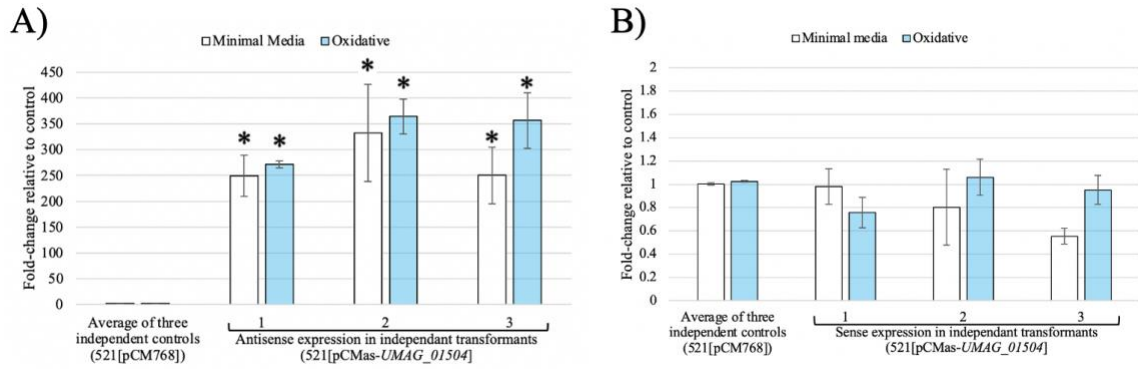 A)
Minimal Media Oxidative
Fold-change relative to control
450
400
350
300
250
200
150
100
50
0
* * * * * *
1 2 3
Average of three
independent controls
(521[pCM768])
Antisense expression in independant transformants
(521[pCMas-UMAG_01504]
B)
Minimal media Oxidative
Fold-change relative to control
2
1.8
1.6
1.4
1.2
1
0.8
0.6
0.4
0.2
0
1 2 3
Average of three
independent controls
(521[pCM768])
Sense expression in independant transformants
(521[pCMas-UMAG_01504]